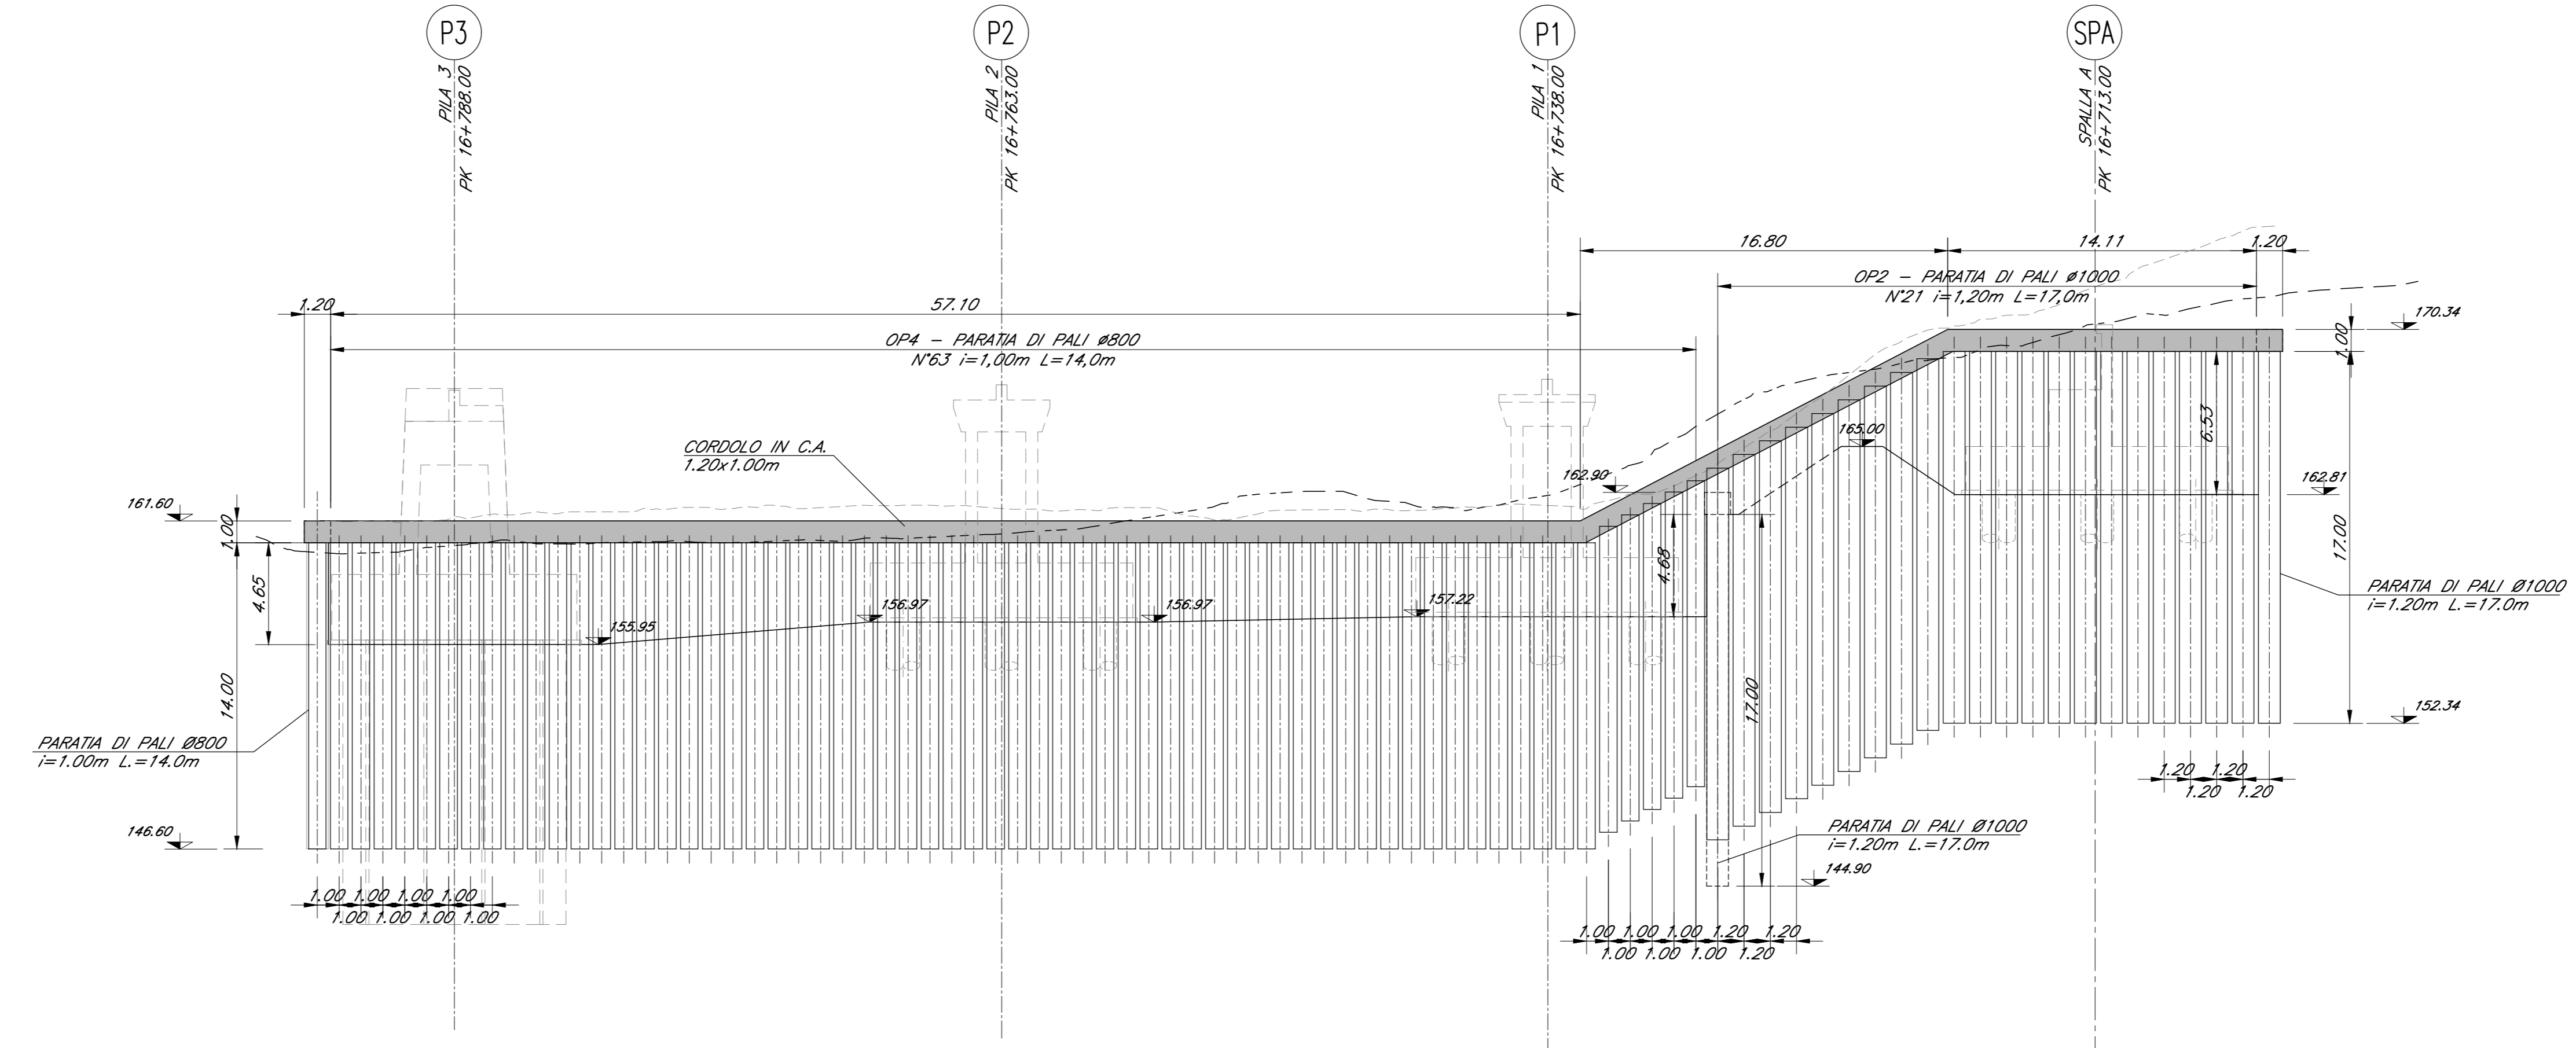 P3
P2
P1
SPA
PILA 3
PK 16+788.00
PILA 2
PK 16+763.00
PILA 1
PK 16+738.00
SPALLA A
PK 16+713.00
16.80
14.11
1.20
OP2 - PARATIA DI PALI Ø1000
N°21 i=1,20m L=17,0m
1.20
57.10
OP4 - PARATIA DI PALI Ø800
N°63 i=1,00m L=14,0m
170.34
1.00
CORDOLO IN C.A.
1.20x1.00m
165.00
6.53
162.90
162.81
161.60
1.00
4.65
4.68
17.00
155.95
156.97
156.97
157.22
PARATIA DI PALI Ø1000
i=1.20m L.=17.0m
14.00
17.00
152.34
PARATIA DI PALI Ø800
i=1.00m L.=14.0m
1.20 1.20
1.20 1.20
146.60
PARATIA DI PALI Ø1000
i=1.20m L.=17.0m
144.90
1.00 1.00 1.00 1.00
1.00 1.00 1.00 1.00
1.00 1.00 1.00 1.20 1.20
1.00 1.00 1.00 1.20